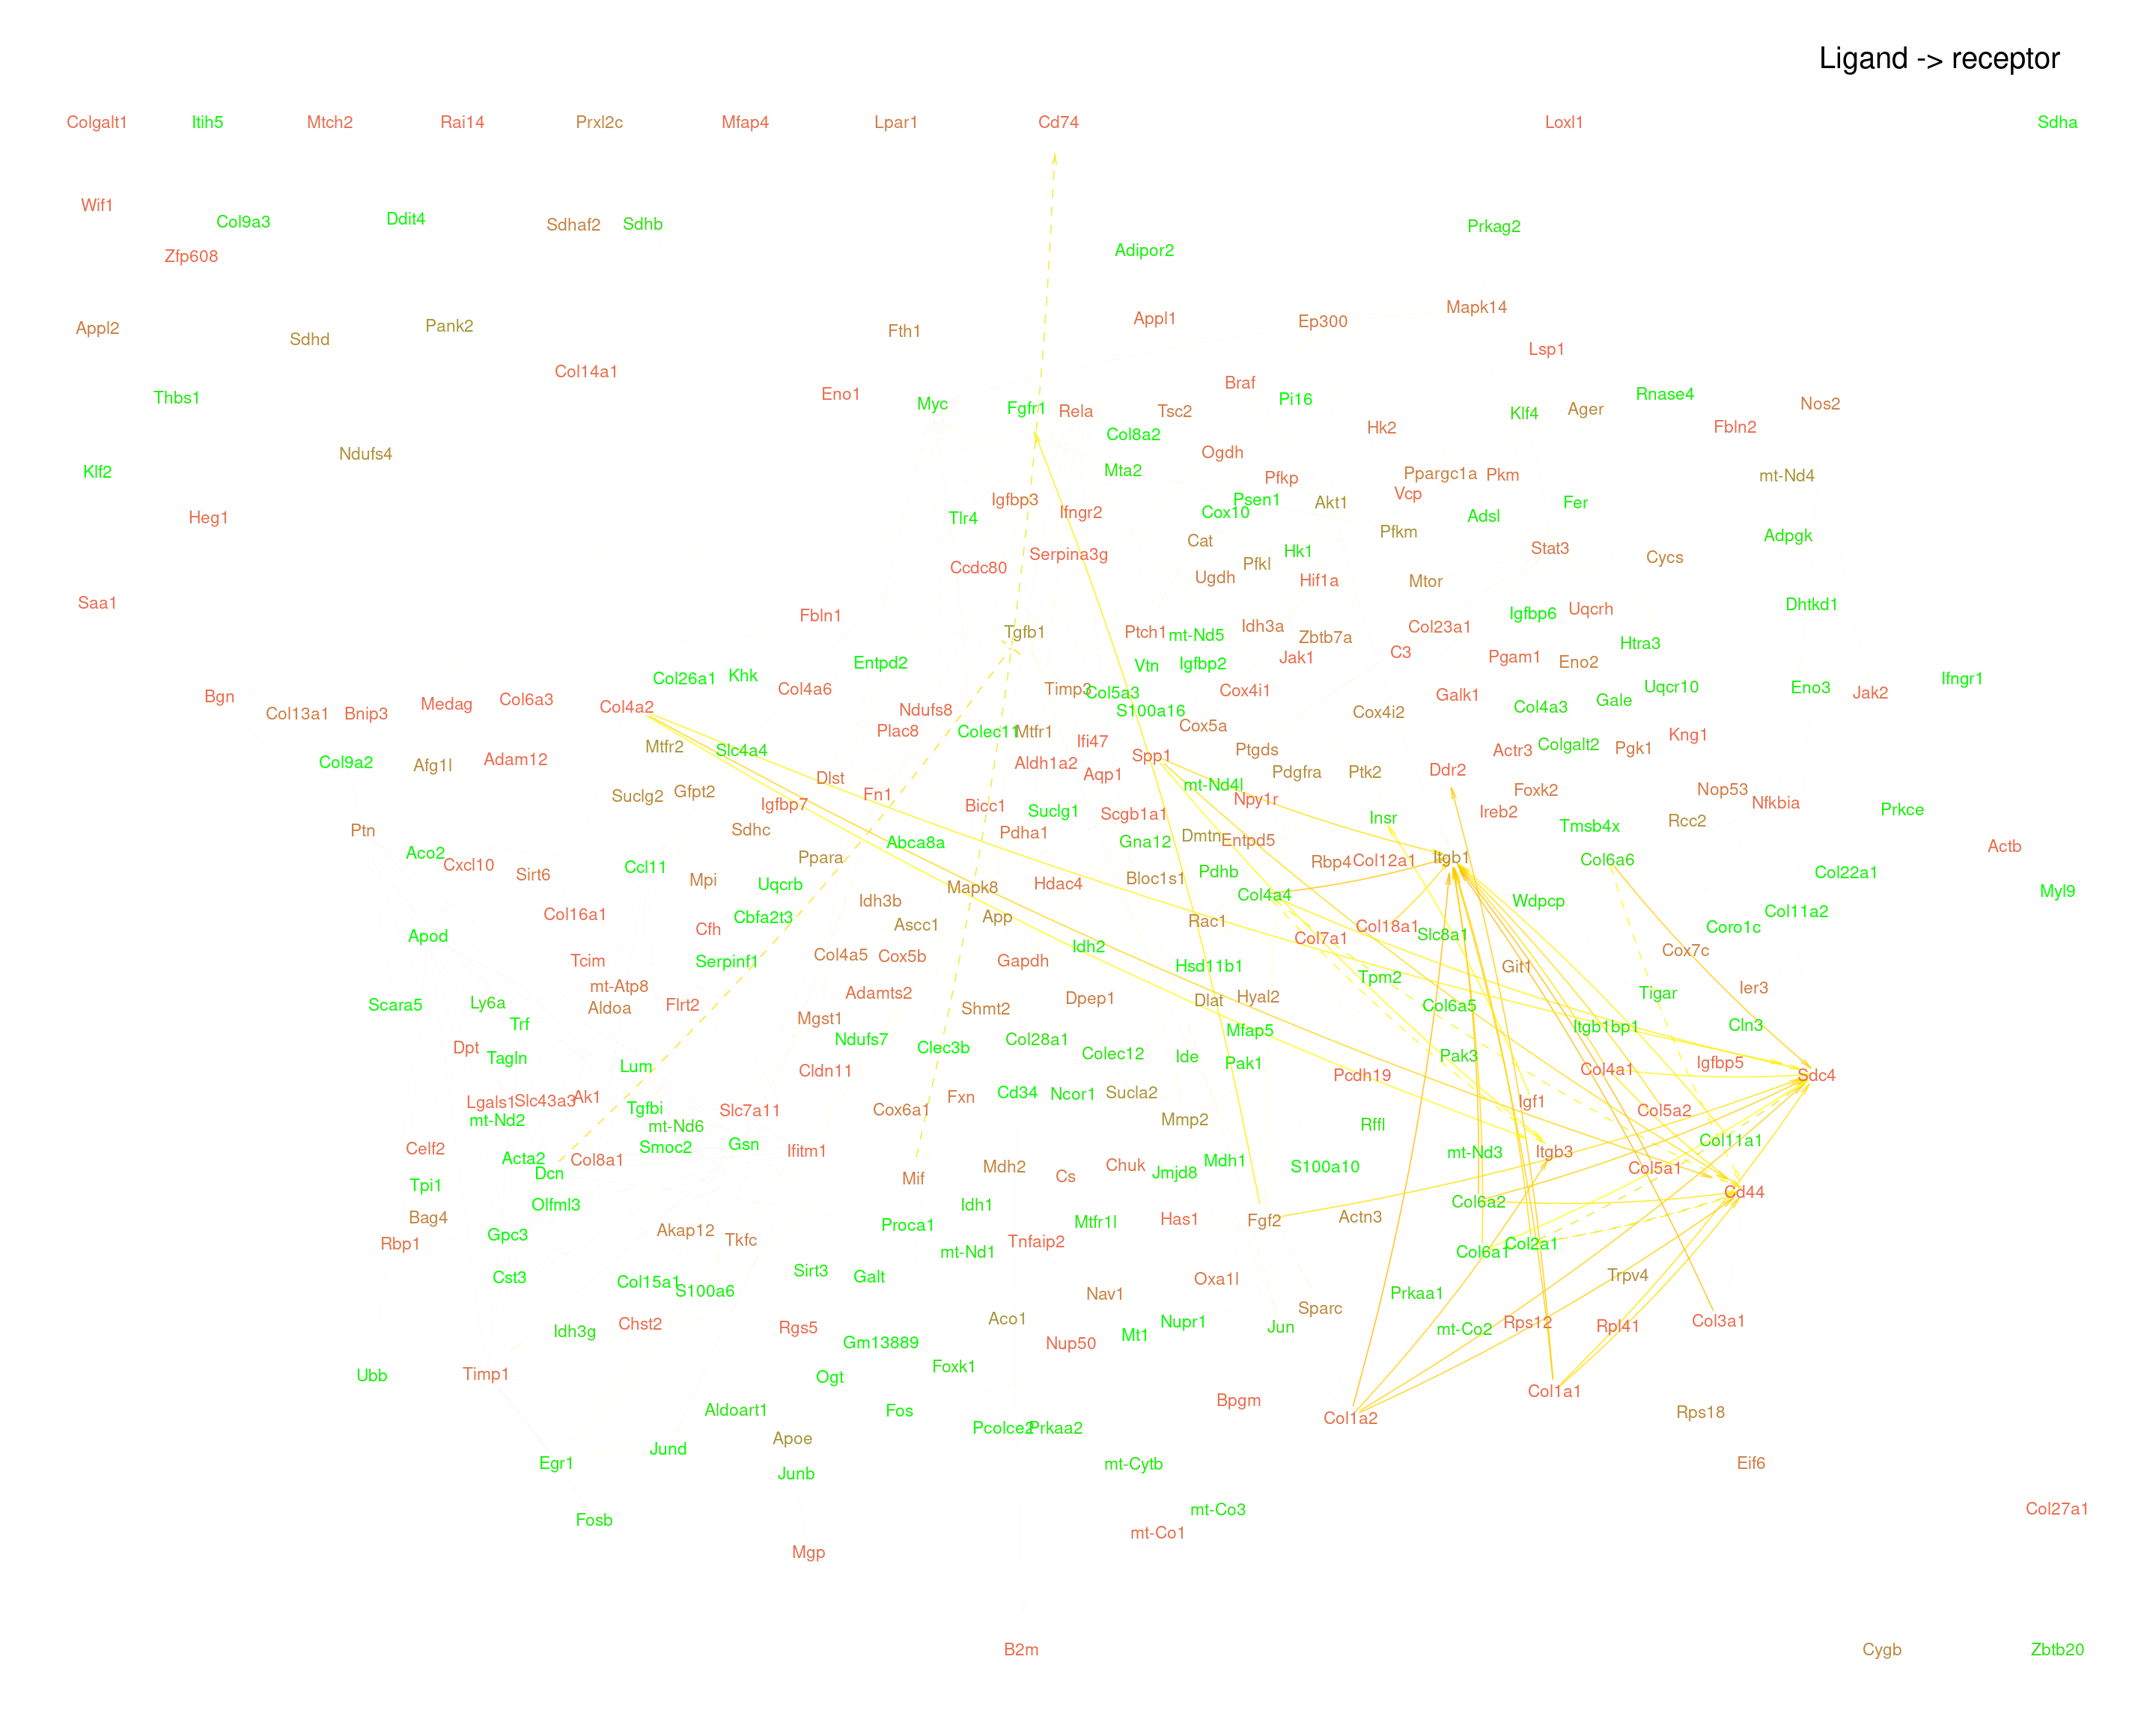 Ligand -> receptor
Colgalt1 Itih5 Mtch2 Rai14 Prxl2c Mfap4 Lpar1 Cd74 Loxl1 Sdha
Wif1
Col9a3 Ddit4 Sdhaf2 Sdhb Prkag2
Zfp608 Adipor2
Mapk14
Appl2 Sdhd Pank2 Fth1 Appl1 Ep300
Lsp1
Col14a1
Thbs1 Eno1 Myc Fgfr1 Rela Tsc2 Braf Pi16 Klf4 Ager Rnase4 Nos2
Col8a2 Hk2 Fbln2
Ndufs4 Ogdh
Klf2 Mta2 Pfkp Ppargc1a Pkm mt-Nd4
Igfbp3 Psen1 Akt1 Vcp Fer
Heg1 Tlr4 Ifngr2 Cox10 Adsl
Cat Pfkm Adpgk
Ccdc80 Serpina3g Pfkl Hk1 Stat3 Cycs
Ugdh Hif1a Mtor
Saa1 Fbln1 Igfbp6 Uqcrh Dhtkd1
Tgfb1 Ptch1 mt-Nd5 Idh3a Zbtb7a Col23a1 Htra3
Entpd2 Vtn Igfbp2 Jak1 C3 Pgam1 Eno2
Col26a1 Khk Col4a6 Timp3 Col5a3 Cox4i1 Galk1 Uqcr10 Eno3 Jak2 Ifngr1
Bgn Col13a1 Bnip3 Medag Col6a3 Col4a2 Ndufs8 S100a16 Cox4i2 Col4a3 Gale
Plac8 Colec11 Mtfr1 Cox5a
Mtfr2 Slc4a4 Ifi47 Spp1 Ptgds Actr3 Colgalt2 Pgk1 Kng1
Col9a2 Afg1l Adam12 Dlst Aldh1a2 Aqp1 Pdgfra Ptk2 Ddr2
Suclg2 Gfpt2 Igfbp7 Fn1 Bicc1 Suclg1 Scgb1a1 mt-Nd4l Npy1r Foxk2 Nop53 Nfkbia
Ptn Sdhc Pdha1 Insr Ireb2 Tmsb4x Rcc2 Prkce
Aco2 Cxcl10 Ccl11 Ppara Abca8a Gna12 Dmtn Entpd5 Rbp4 Col12a1 Itgb1 Col6a6 Actb
Sirt6 Mpi Uqcrb Mapk8 Hdac4 Bloc1s1 Pdhb Col22a1
Col4a4 Wdpcp Myl9
Col16a1 Cfh Cbfa2t3 Idh3b Ascc1 App Rac1 Col18a1 Coro1c Col11a2
Apod Idh2 Col7a1 Slc8a1
Tcim Serpinf1 Col4a5 Cox5b Gapdh Hsd11b1 Git1 Cox7c
mt-Atp8 Tpm2 Ier3
Scara5 Ly6a Aldoa Flrt2 Adamts2 Shmt2 Dpep1 Dlat Hyal2 Col6a5 Tigar
Trf Mgst1 Mfap5 Itgb1bp1 Cln3
Dpt Tagln Ndufs7 Clec3b Col28a1 Colec12 Ide Pak1 Pak3 Igfbp5
Lum Cldn11 Pcdh19 Col4a1 Sdc4
Lgals1 Slc43a3 Ak1 Tgfbi Slc7a11 Cox6a1 Fxn Cd34 Ncor1 Sucla2 Igf1 Col5a2
mt-Nd2 mt-Nd6 Mmp2 Rffl
Celf2 Smoc2 Gsn Ifitm1 mt-Nd3 Itgb3 Col11a1
Acta2 Dcn Col8a1 Mif Mdh2 Cs Chuk Jmjd8 Mdh1 S100a10 Col5a1
Tpi1 Olfml3 Idh1 Col6a2 Cd44
Bag4 Gpc3 Akap12 Tkfc Proca1 Mtfr1l Has1 Fgf2 Actn3
Rbp1 mt-Nd1 Tnfaip2 Col6a1 Col2a1
Cst3 Col15a1 S100a6 Sirt3 Galt Oxa1l Trpv4
Nav1 Sparc Prkaa1
Idh3g Chst2 Rgs5 Gm13889 Aco1 Nup50 Mt1 Nupr1 Jun mt-Co2 Rps12 Rpl41 Col3a1
Ubb Timp1 Ogt Foxk1
Aldoart1 Fos Bpgm Col1a2 Col1a1 Rps18
Egr1 Jund Apoe Pcolce2 Prkaa2
Junb mt-Cytb Eif6
Fosb mt-Co3 Col27a1
Mgp mt-Co1
B2m Cygb Zbtb20